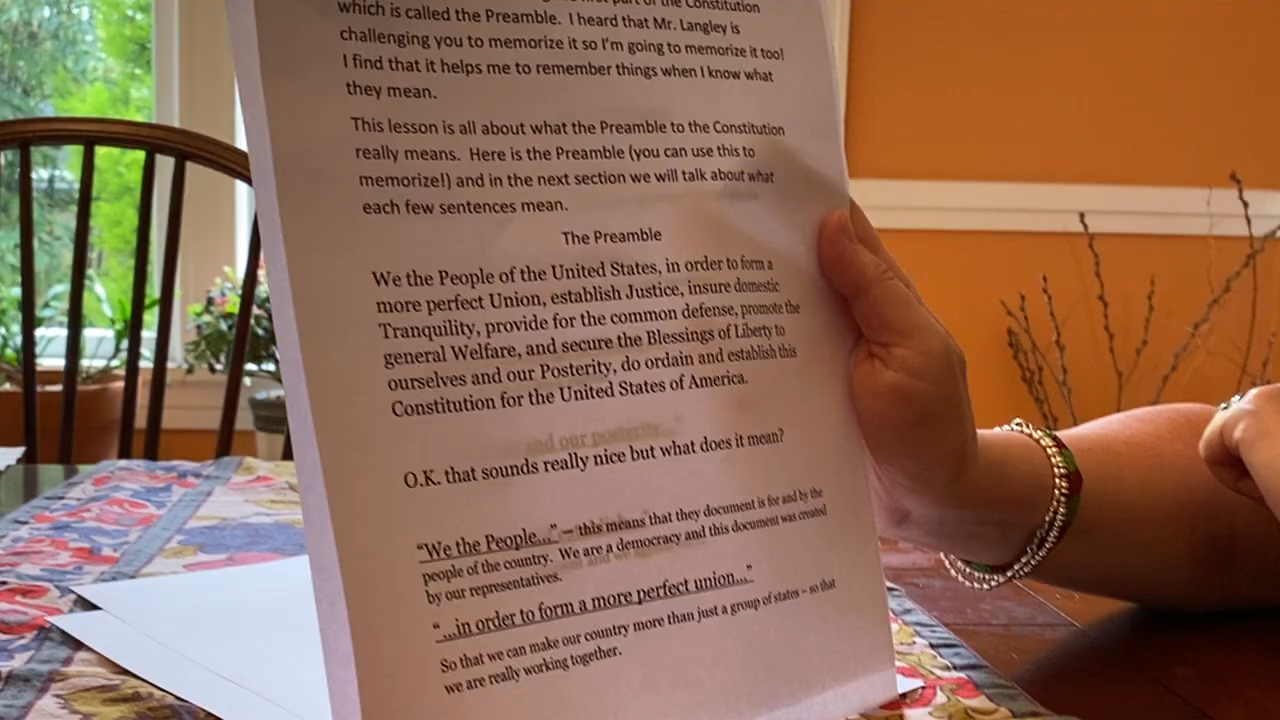 part of the Constitution
which is called the Preamble. I heard that Mr. Langley is
challenging you to memorize it so I'm going to memorize it too!
I find that it helps me to remember things when I know what
they mean.
This lesson is all about what the Preamble to the Constitution
really means. Here is the Preamble (you can use this to
memorize!) and in the next section we will talk about what
each few sentences mean.
The Preamble
We the People of the United States, in order to form a
more perfect Union, establish Justice, insure domestic
Tranquility, provide for the common defense, promote the
general Welfare, and secure the Blessings of Liberty to
ourselves and our Posterity, do ordain and establish this
Constitution for the United States of America.
and our posterity..."
O.K. that sounds really nice but what does it mean?
"We the People..." – this means that they document is for and by the
people of the country. We are a democracy and this document was created
by our representatives.
"...in order to form a more perfect union..."
So that we can make our country more than just a group of states – so that
we are really working together.